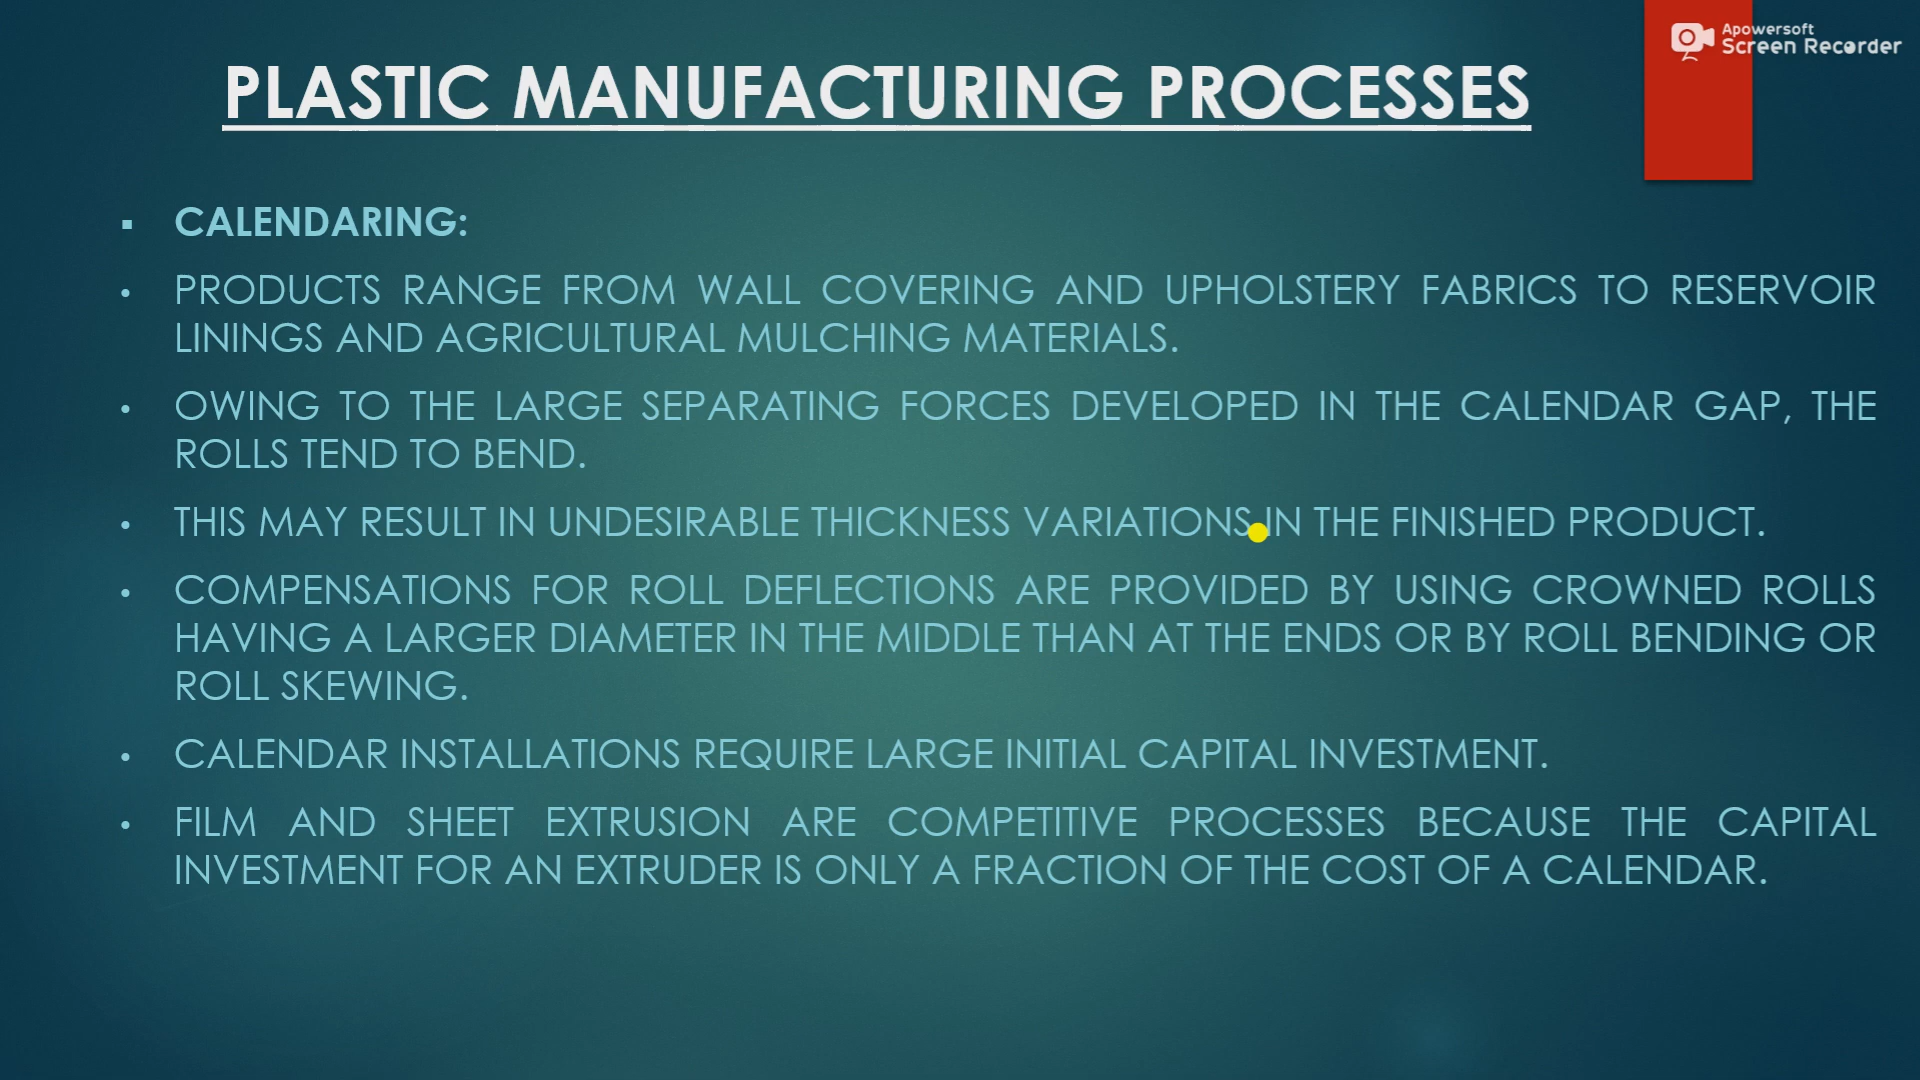 Apowersoft
Screen Recorder
PLASTIC MANUFACTURING PROCESSES
▪ CALENDARING:
• PRODUCTS RANGE FROM WALL COVERING AND UPHOLSTERY FABRICS TO RESERVOIR
LININGS AND AGRICULTURAL MULCHING MATERIALS.
• OWING TO THE LARGE SEPARATING FORCES DEVELOPED IN THE CALENDAR GAP, THE
ROLLS TEND TO BEND.
• THIS MAY RESULT IN UNDESIRABLE THICKNESS VARIATIONS IN THE FINISHED PRODUCT.
• COMPENSATIONS FOR ROLL DEFLECTIONS ARE PROVIDED BY USING CROWNED ROLLS
HAVING A LARGER DIAMETER IN THE MIDDLE THAN AT THE ENDS OR BY ROLL BENDING OR
ROLL SKEWING.
• CALENDAR INSTALLATIONS REQUIRE LARGE INITIAL CAPITAL INVESTMENT.
• FILM AND SHEET EXTRUSION ARE COMPETITIVE PROCESSES BECAUSE THE CAPITAL
INVESTMENT FOR AN EXTRUDER IS ONLY A FRACTION OF THE COST OF A CALENDAR.